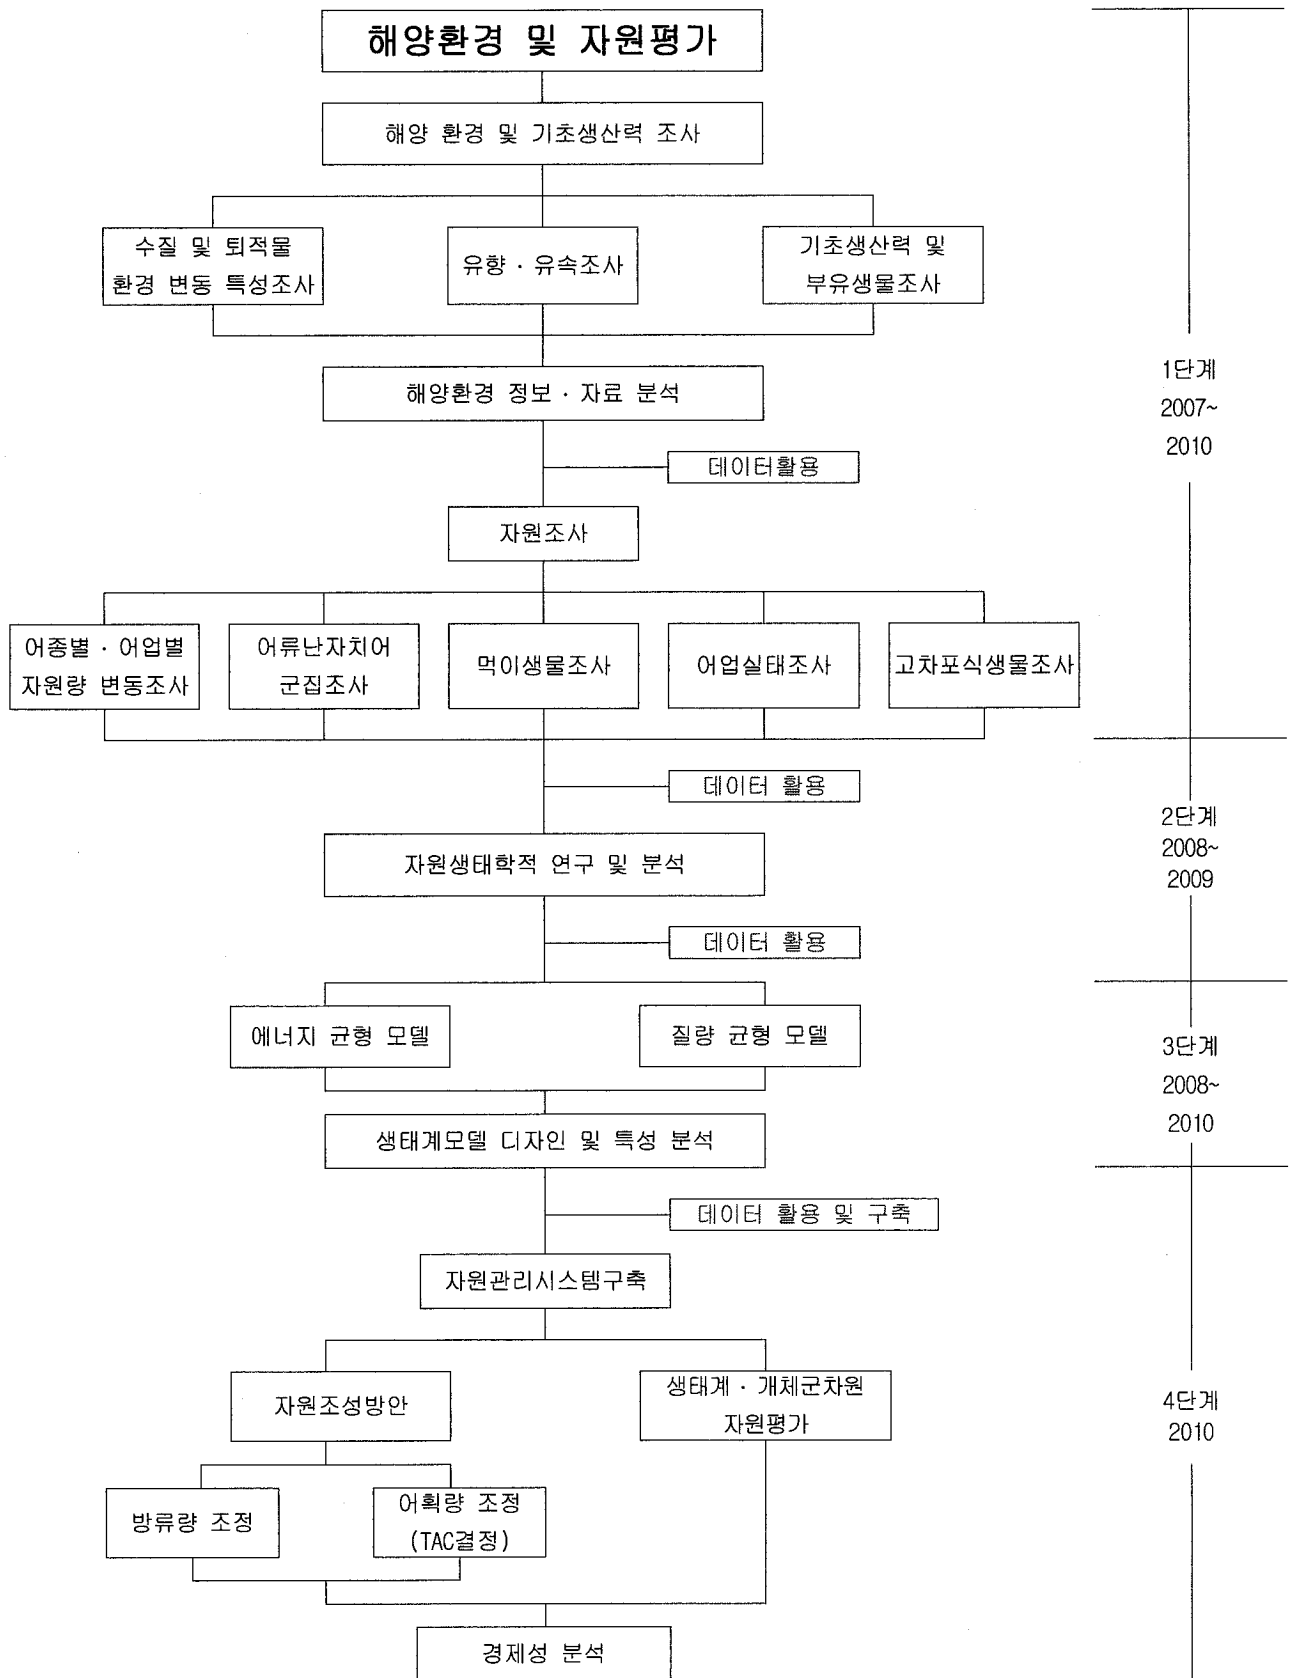 해양환경 및 자원평가
해양 환경 및 기초생산력 조사
수질 및 퇴적물
환경 변동 특성조사
유향 · 유속조사
기초생산력 및
부유생물조사
해양환경 정보 · 자료 분석
데이터활용
자원조사
어종별 · 어업별
자원량 변동조사
어류난자치어
군집조사
먹이생물조사
어업실태조사
고차포식생물조사
1단계
2007~
2010
데이터 활용
자원생태학적 연구 및 분석
데이터 활용
2단계
2008~
2009
에너지 균형 모델
질량 균형 모델
생태계모델 디자인 및 특성 분석
3단계
2008~
2010
데이터 활용 및 구축
자원관리시스템구축
자원조성방안
생태계 · 개체군차원
자원평가
방류량 조정
어획량 조정
(TAC결정)
경제성 분석
4단계
2010